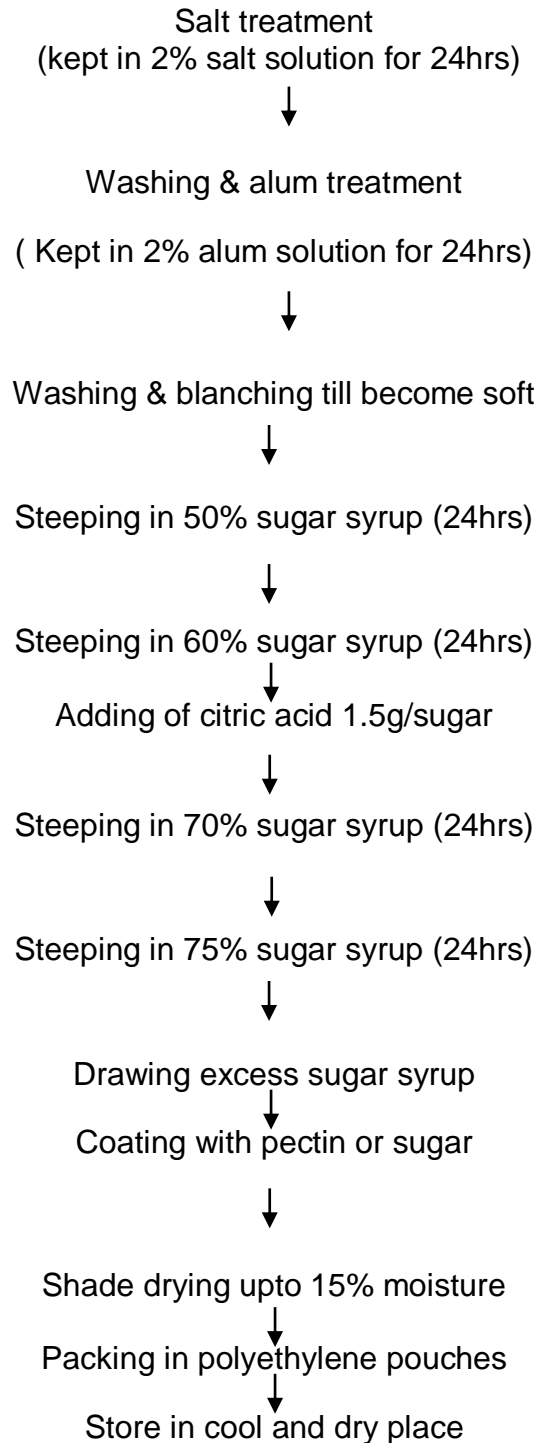 Salt treatment
(kept in 2% salt solution for 24hrs)
Washing & alum treatment
( Kept in 2% alum solution for 24hrs)
Washing & blanching till become soft
Steeping in 50% sugar syrup (24hrs)
Steeping in 60% sugar syrup (24hrs)
Adding of citric acid 1.5g/sugar
Steeping in 70% sugar syrup (24hrs)
Steeping in 75% sugar syrup (24hrs)
Drawing excess sugar syrup
Coating with pectin or sugar
Shade drying upto 15% moisture
Packing in polyethylene pouches
Store in cool and dry place